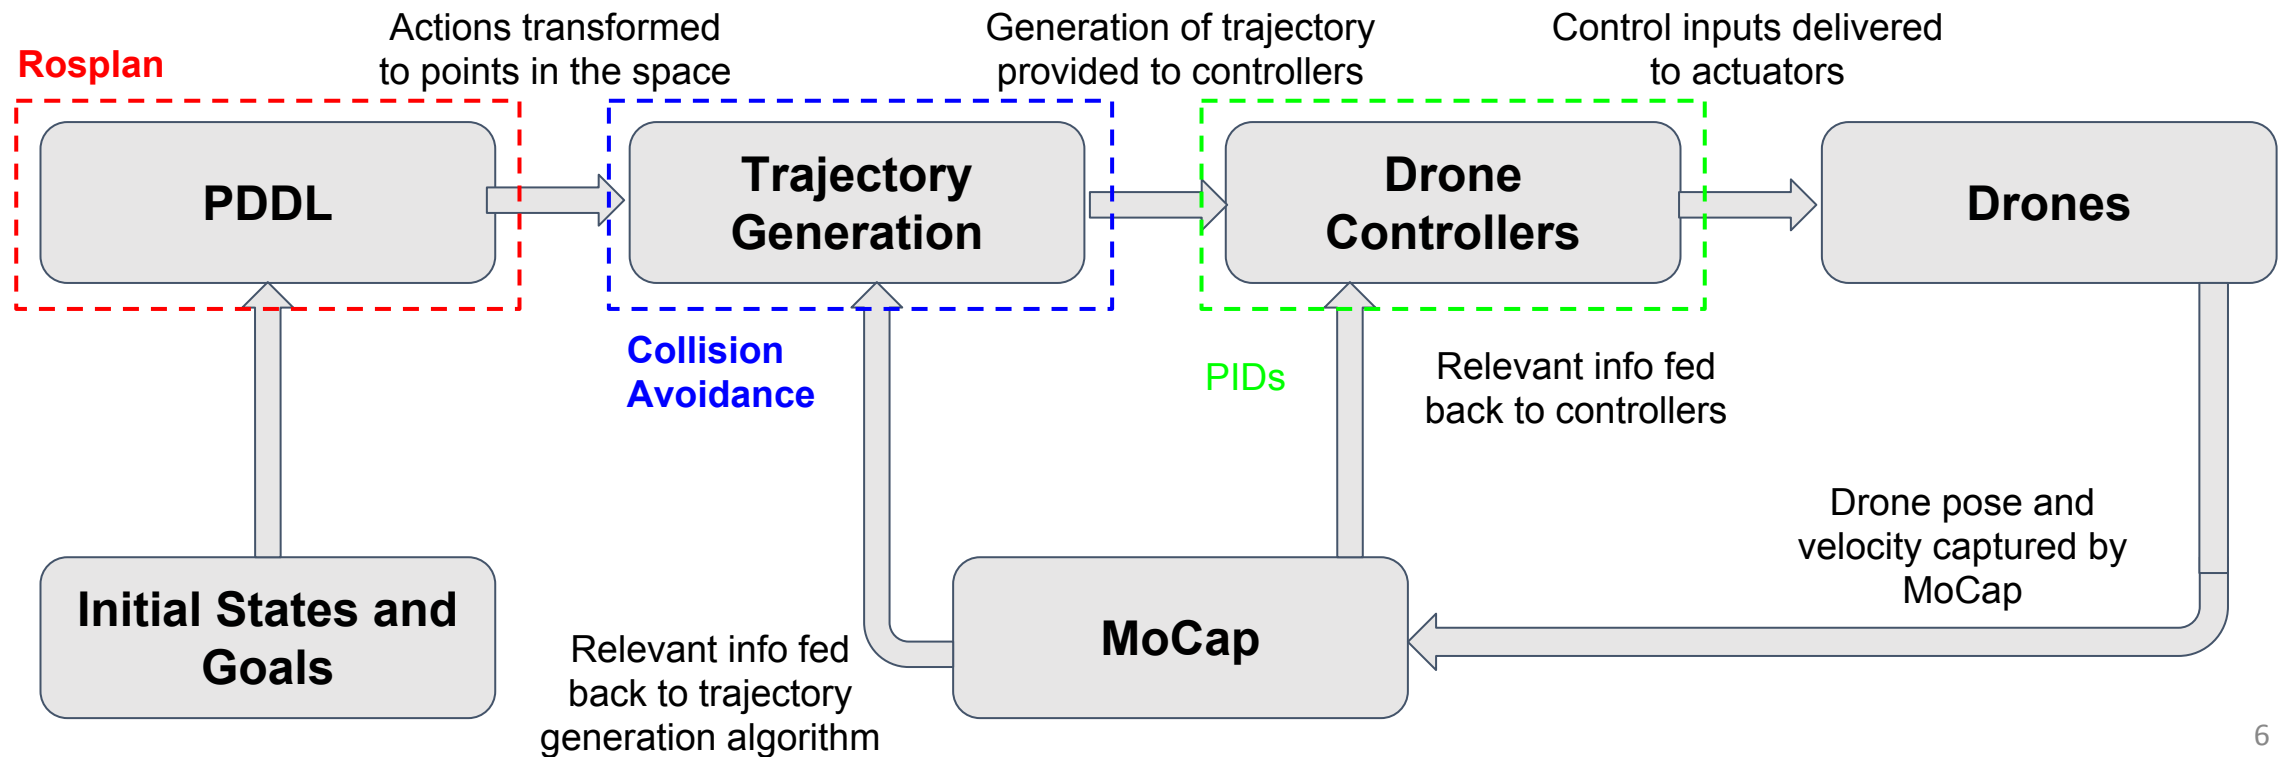 Rosplan
Actions transformed
to points in the space
Generation of trajectory
provided to controllers
Control inputs delivered
to actuators
PDDL
Trajectory
Generation
Drone
Controllers
Drones
Collision
Avoidance
PIDs
Relevant info fed
back to controllers
Drone pose and
velocity captured by
MoCap
Initial States and
Goals
Relevant info fed
back to trajectory
generation algorithm
MoCap
6